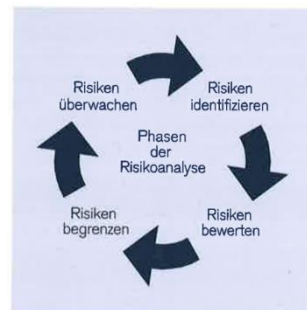 Risiken
überwachen
Risiken
identifizieren
Phasen
der
Risikoanalyse
Risiken
begrenzen
Risiken
bewerten